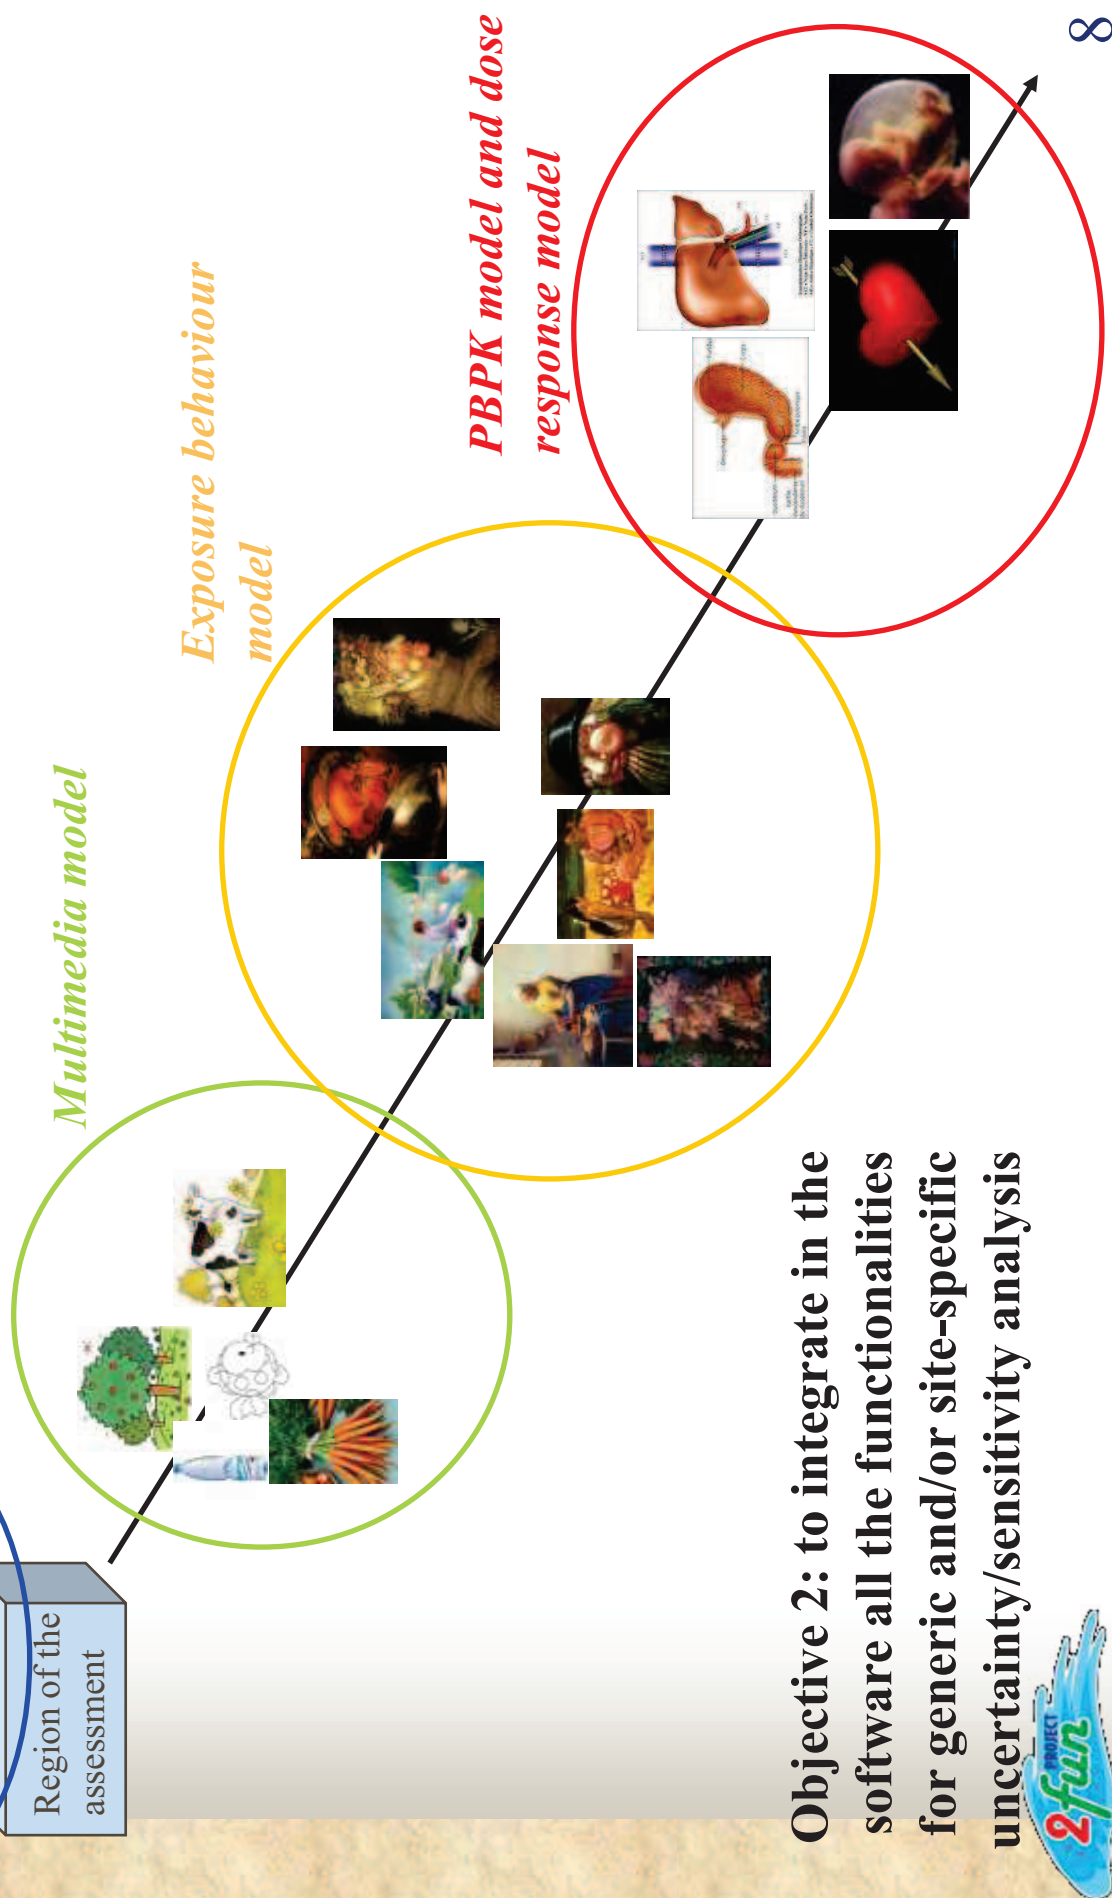 Region of the
assessment
Multimedia model
Exposure behaviour
model
PBPK model and dose
response model
Objective 2: to integrate in the
software all the functionalities
for generic and/or site-specific
uncertainty/sensitivity analysis
PROJECT
2fun
8